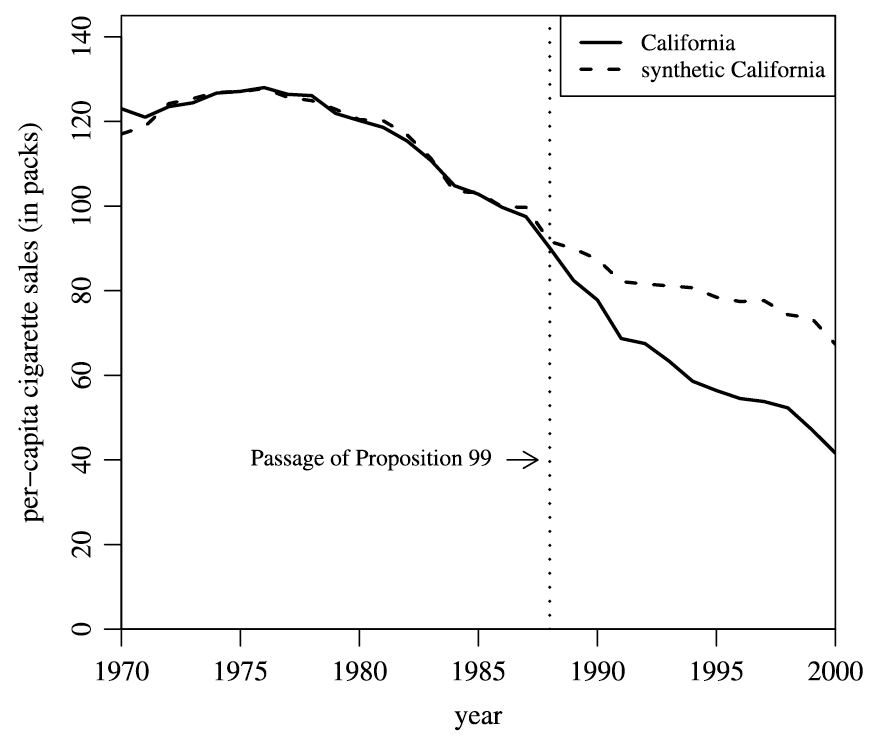 California
synthetic California
140
120
100
80
60
40
20
0
per−capita cigarette sales (in packs)
Passage of Proposition 99 →
1970 1975 1980 1985 1990 1995 2000
year